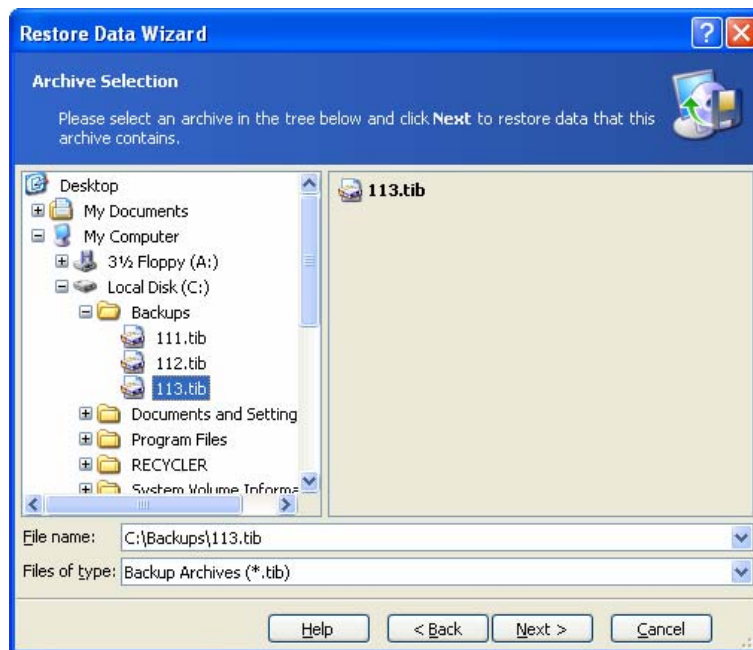 Restore Data Wizard
Archive Selection
Please select an archive in the tree below and click Next to restore data that this
archive contains.
Desktop
My Documents
My Computer
3½ Floppy (A:)
Local Disk (C:)
Backups
111.tib
112.tib
113.tib
Documents and Setting
Program Files
RECYCLER
System Volume Informa
113.tib
File name: C:\Backups\113.tib
Files of type: Backup Archives (*.tib)
Help < Back Next > Cancel